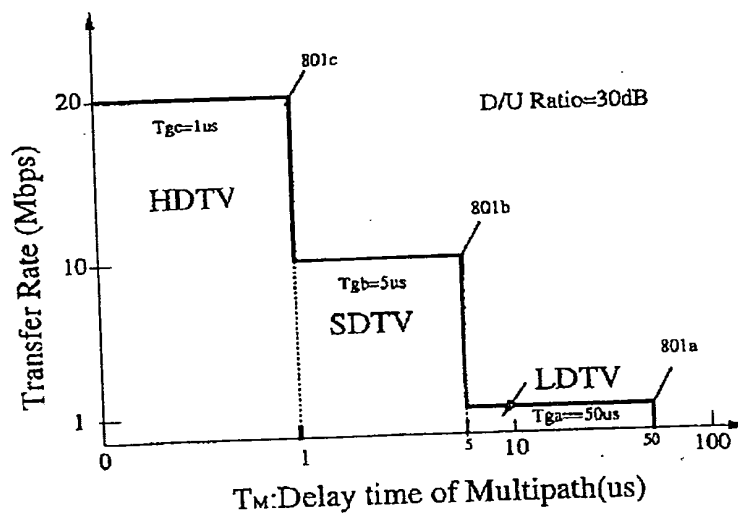 801c
20
Tgc=1us
D/U Ratio=30dB
HDTV
Transfer Rate (Mbps)
801b
10
Tgb=5us
SDTV
801a
LDTV
Tga=50us
1
0
1
5
10
50
100
TM:Delay time of Multipath(us)